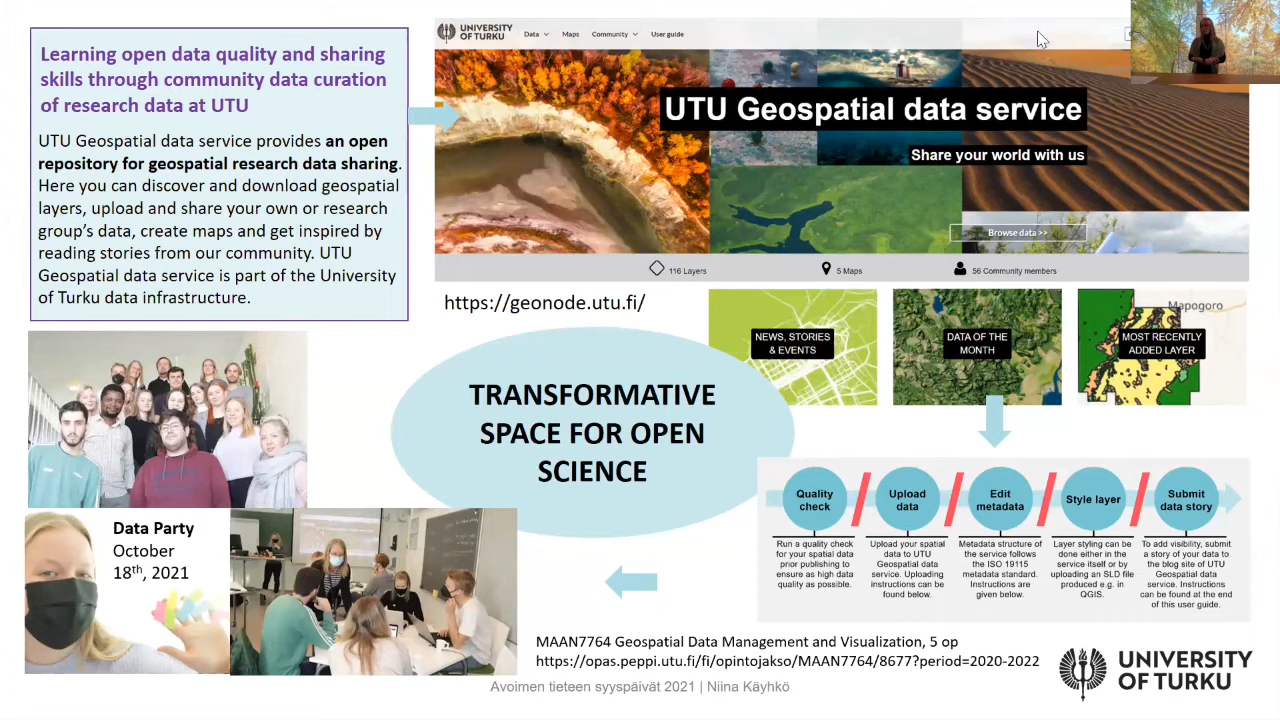 Learning open data quality and sharing
skills through community data curation
of research data at UTU
UTU Geospatial data service provides an open
repository for geospatial research data sharing.
Here you can discover and download geospatial
layers, upload and share your own or research
group's data, create maps and get inspired by
reading stories from our community. UTU
Geospatial data service is part of the University
of Turku data infrastructure.
UNIVERSITY
OF TURKU
Data
Maps
Community
User guide
UTU Geospatial data service
Share your world with us
Browse data >>
116 Layers
5 Maps
56 Community members
https://geonode.utu.fi/
NEWS, STORIES
& EVENTS
DATA OF THE
MONTH
Mapogoro
MOST RECENTLY
ADDED LAYER
TRANSFORMATIVE
SPACE FOR OPEN
SCIENCE
Quality
check
Run a quality check
for your spatial data
prior publishing to
ensure as high data
quality as possible.
Upload
data
Upload your spatial
data to UTU
Geospatial data
service. Uploading
instructions can be
found below.
Edit
metadata
Metadata structure of
the service follows
the ISO 19115
metadata standard.
Instructions are
given below.
Style layer
Layer styling can be
done either in the
service itself or by
uploading an SLD file
produced e.g. in
QGIS.
Submit
data story
To add visibility, submit
a story of your data to
the blog site of UTU
Geospatial data
service. Instructions
can be found at the end
of this user guide.
Data Party
October
18th, 2021
MAAN7764 Geospatial Data Management and Visualization, 5 op
https://opas.peppi.utu.fi/fi/opintojakso/MAAN7764/8677?period=2020-2022
Avoimen tieteen syyspäivät 2021 | Niina Käyhkö
UNIVERSITY
OF TURKU